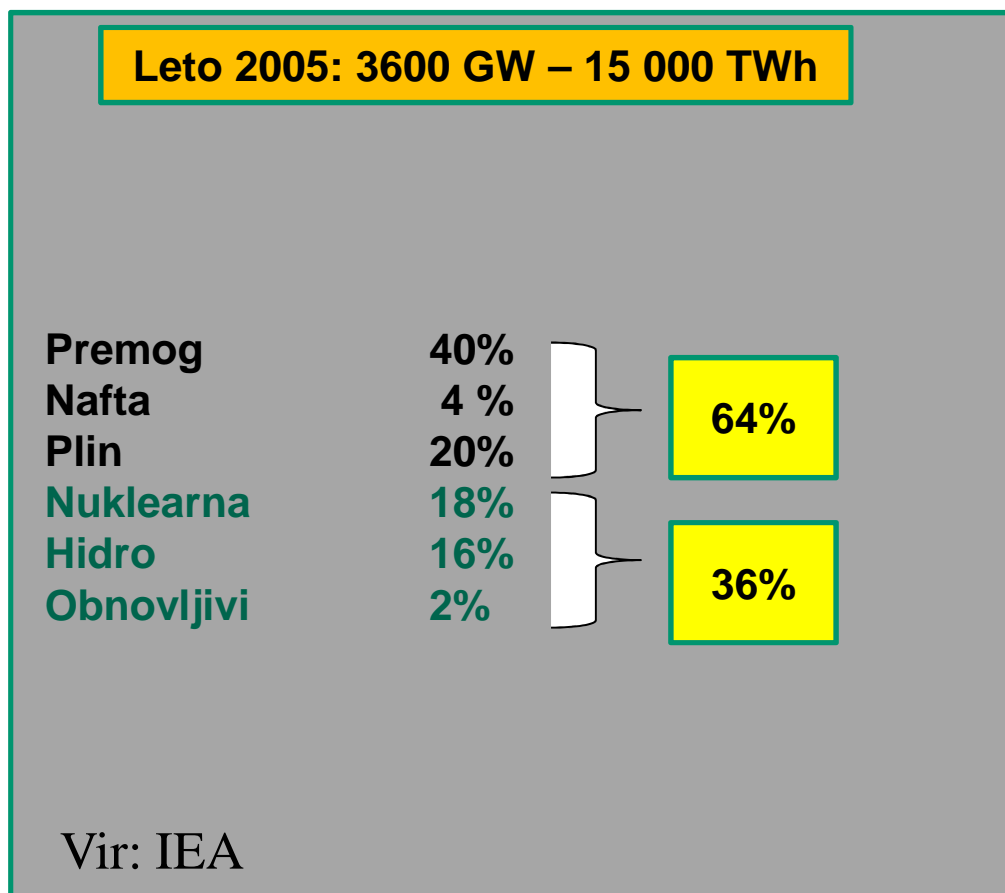 Leto 2005: 3600 GW – 15 000 TWh
Premog 40%
Nafta 4 %
64%
Plin 20%
Nuklearna 18%
Hidro 16%
36%
Obnovljivi 2%
Vir: IEA